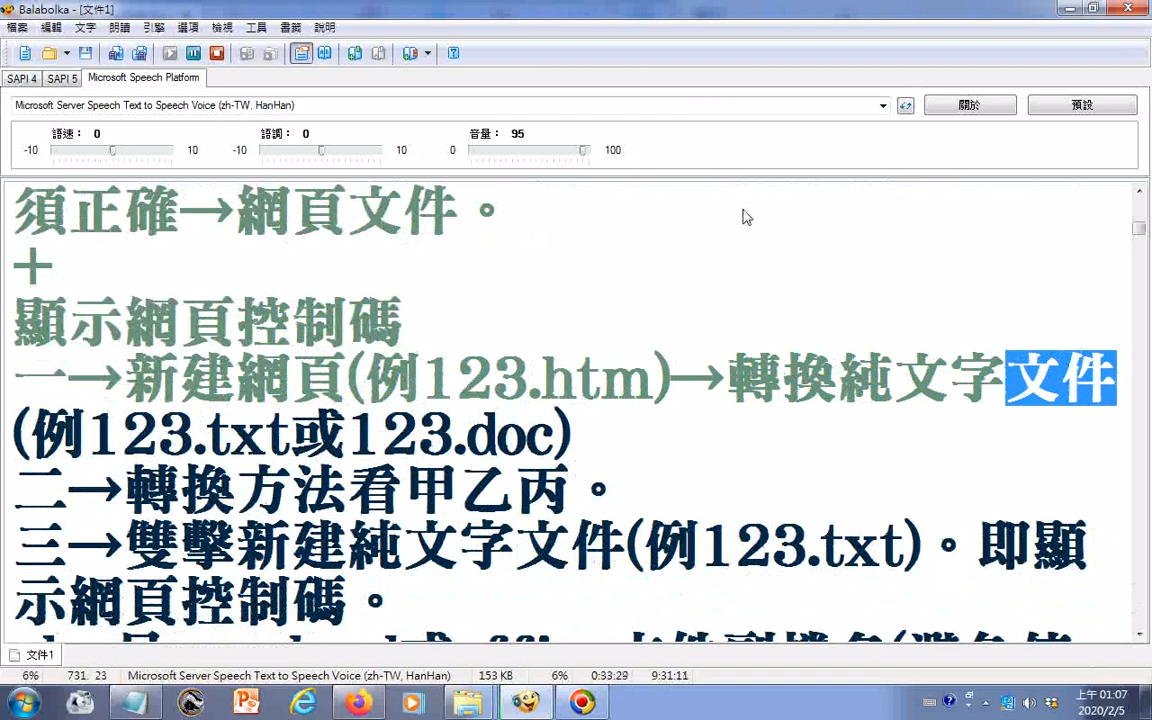 Balabolka - [文件1]
檔案 編輯 文字 朗讀 引擎 選項 檢視 工具 書籤 說明
SAPI 4 SAPI 5 Microsoft Speech Platform
Microsoft Server Speech Text to Speech Voice (zh-TW, HanHan) 關於 預設
語速： 0 語調： 0 音量： 95
-10 10 -10 10 0 100
須正確→網頁文件。
＋
顯示網頁控制碼
一→新建網頁(例123.htm)→轉換純文字文件
(例123.txt或123.doc)
二→轉換方法看甲乙丙。
三→雙擊新建純文字文件(例123.txt)。即顯
示網頁控制碼。
文件1
6% 731, 23 Microsoft Server Speech Text to Speech Voice (zh-TW, HanHan) 153 KB 6% 0:33:29 9:31:11
上午 01:07
2020/2/5